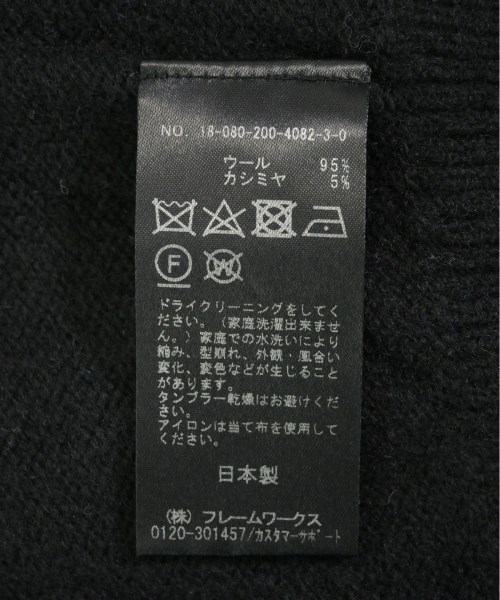 NO. 18-080-200-4082-3-0
ウール 95%
カシミヤ 5%
F
W
ドライクリーニングをしてく
ださい。(家庭洗濯出来ませ
ん。)家庭での水洗いにより
縮み、型崩れ、外観・風合い
変化、変色などが生じること
があります。
タンブラー乾燥はお避けくだ
さい。
アイロンは当て布を使用して
ください。
日本製
(株) フレームワークス
0120-301457/カスタマーサポート